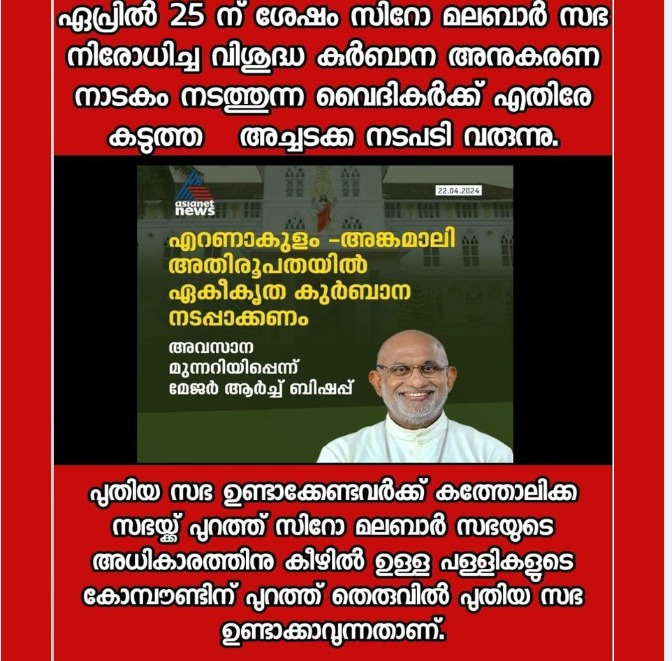 ഏപ്രിൽ 25 ന് ശേഷം സിറോ മലബാർ സഭ
നിരോധിച്ച വിശുദ്ധ കുർബാന അനുകരണ
നാടകം നടത്തുന്ന വൈദികർക്ക് എതിരേ
കടുത്ത അച്ചടക്ക നടപടി വരുന്നു.
asianet
news
22.04.2024
എറണാകുളം -അങ്കമാലി
അതിരൂപതയിൽ
ഏകീകൃത കുർബാന
നടപ്പാക്കണം
അവസാന
മുന്നറിയിപ്പെന്ന്
മേജർ ആർച്ച് ബിഷപ്പ്
പുതിയ സഭ ഉണ്ടാക്കേണ്ടവർക്ക് കത്തോലിക്ക
സഭയ്ക്ക് പുറത്ത് സിറോ മലബാർ സഭയുടെ
അധികാരത്തിനു കീഴിൽ ഉള്ള പള്ളികളുടെ
കോമ്പൗണ്ടിന് പുറത്ത് തെരുവിൽ പുതിയ സഭ
ഉണ്ടാക്കാവുന്നതാണ്.